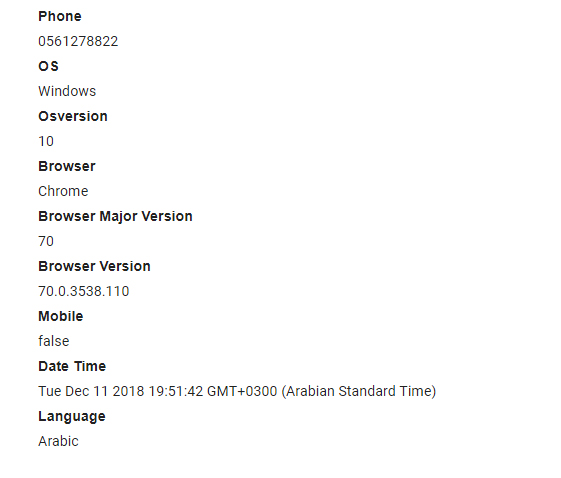 Phone
0561278822
OS
Windows
Osversion
10
Browser
Chrome
Browser Major Version
70
Browser Version
70.0.3538.110
Mobile
false
Date Time
Tue Dec 11 2018 19:51:42 GMT+0300 (Arabian Standard Time)
Language
Arabic